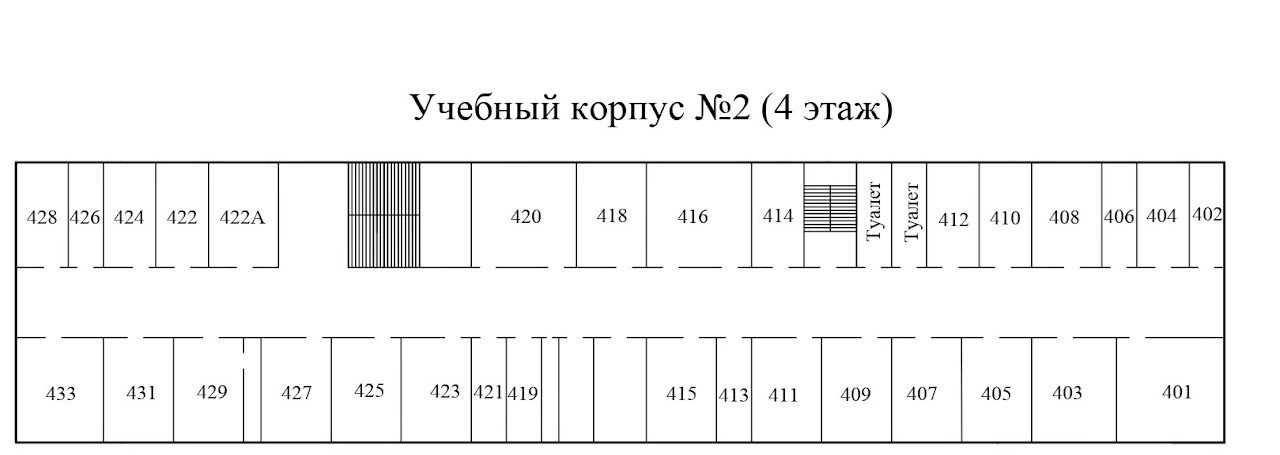 Учебный корпус №2 (4 этаж)
428 426 424 422 422А 420 418 416 414 Туалет Туалет 412 410 408 406 404 402
433 431 429 427 425 423 421 419 415 413 411 409 407 405 403 401